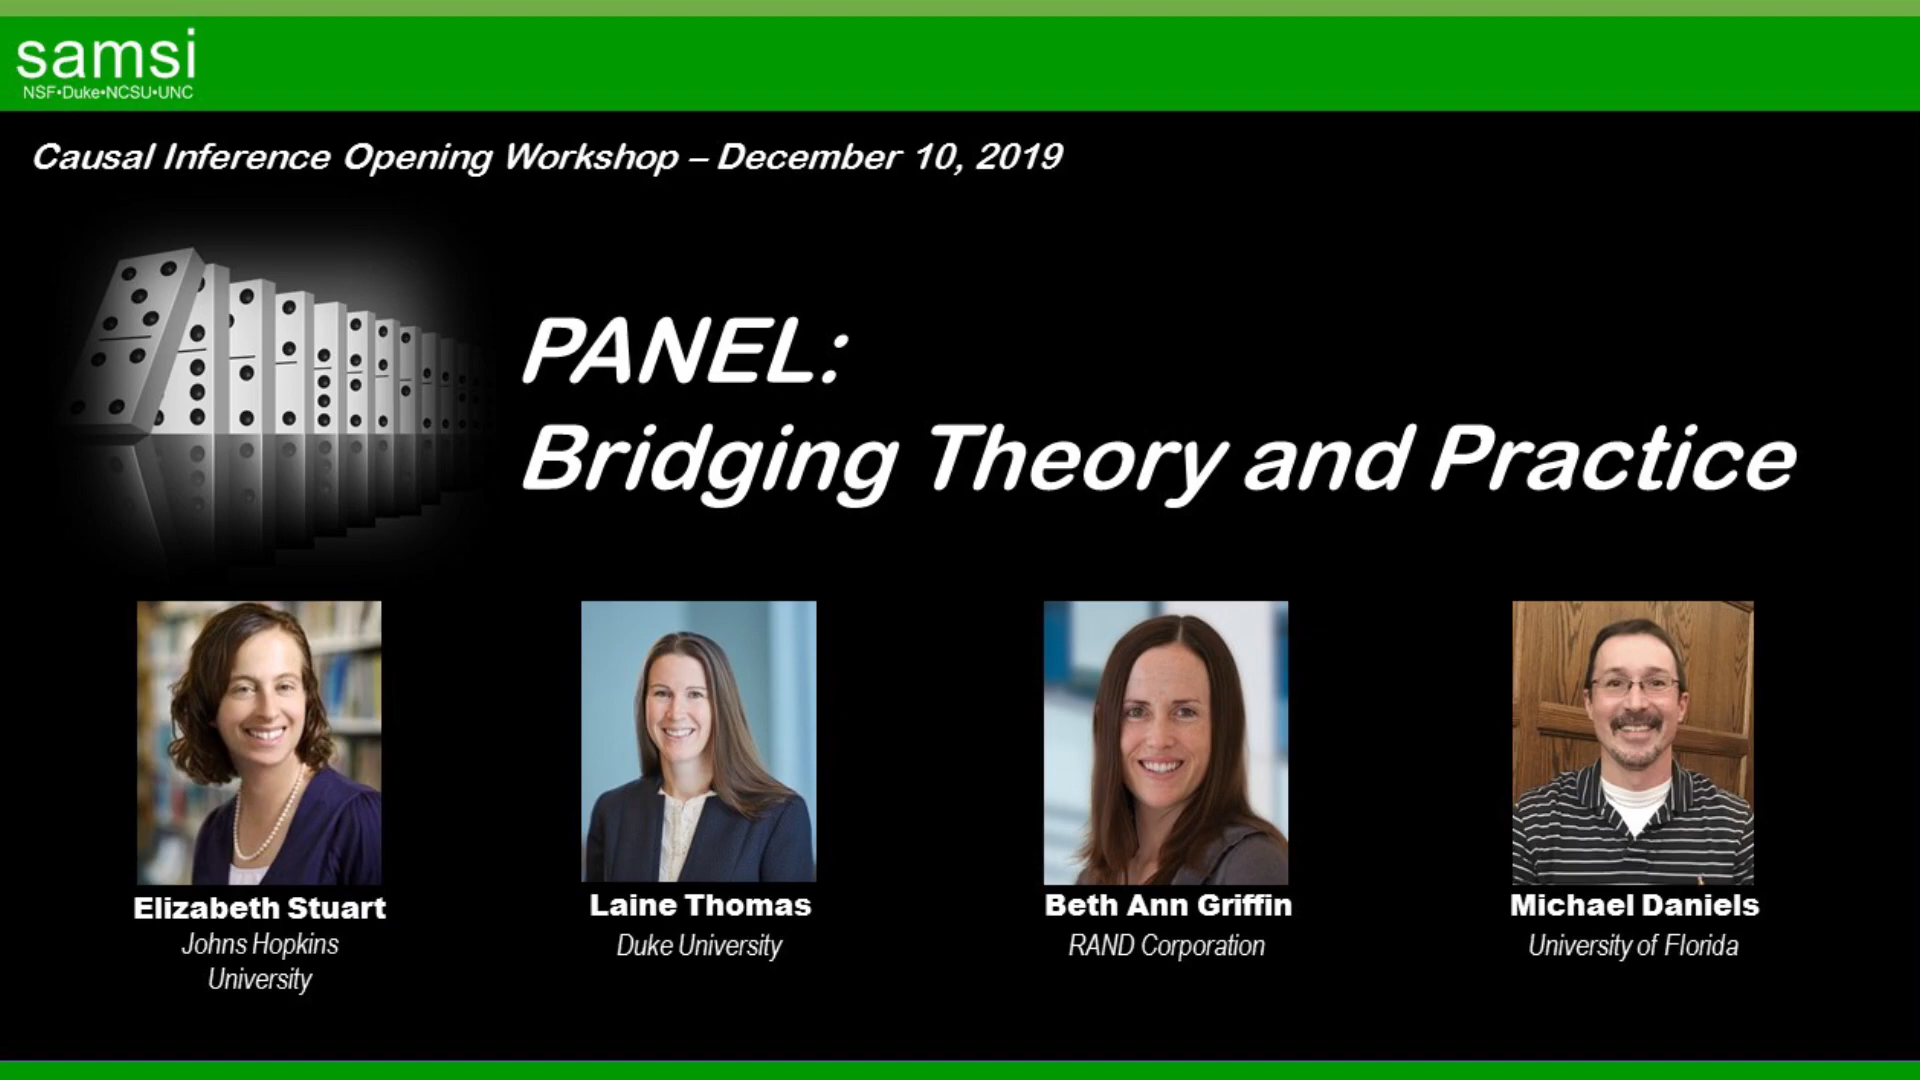 samsi
NSF•Duke•NCSU•UNC
Causal Inference Opening Workshop – December 10, 2019
PANEL:
Bridging Theory and Practice
Elizabeth Stuart
Johns Hopkins
University
Laine Thomas
Duke University
Beth Ann Griffin
RAND Corporation
Michael Daniels
University of Florida